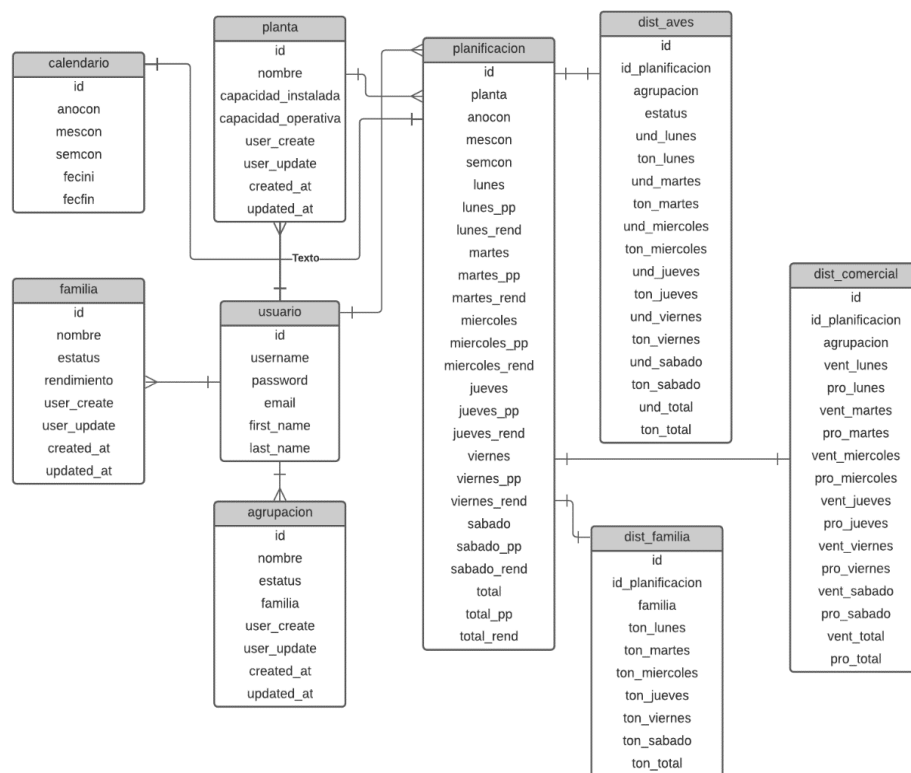 calendario
id
anocon
mescon
semcon
fecini
fecfin
planta
id
nombre
capacidad_instalada
capacidad_operativa
user_create
user_update
created_at
updated_at
planificacion
id
planta
anocon
mescon
semcon
lunes
lunes_pp
lunes_rend
martes
martes_pp
martes_rend
miercoles
miercoles_pp
miercoles_rend
jueves
jueves_pp
jueves_rend
viernes
viernes_pp
viernes_rend
sabado
sabado_pp
sabado_rend
total
total_pp
total_rend
dist_aves
id
id_planificacion
agrupacion
estatus
und_lunes
ton_lunes
und_martes
ton_martes
und_miercoles
ton_miercoles
und_jueves
ton_jueves
und_viernes
ton_viernes
und_sabado
ton_sabado
und_total
ton_total
Texto
familia
id
nombre
estatus
rendimiento
user_create
user_update
created_at
updated_at
usuario
id
username
password
email
first_name
last_name
agrupacion
id
nombre
estatus
familia
user_create
user_update
created_at
updated_at
dist_comercial
id
id_planificacion
agrupacion
vent_lunes
pro_lunes
vent_martes
pro_martes
vent_miercoles
pro_miercoles
vent_jueves
pro_jueves
vent_viernes
pro_viernes
vent_sabado
pro_sabado
vent_total
pro_total
dist_familia
id
id_planificacion
familia
ton_lunes
ton_martes
ton_miercoles
ton_jueves
ton_viernes
ton_sabado
ton_total